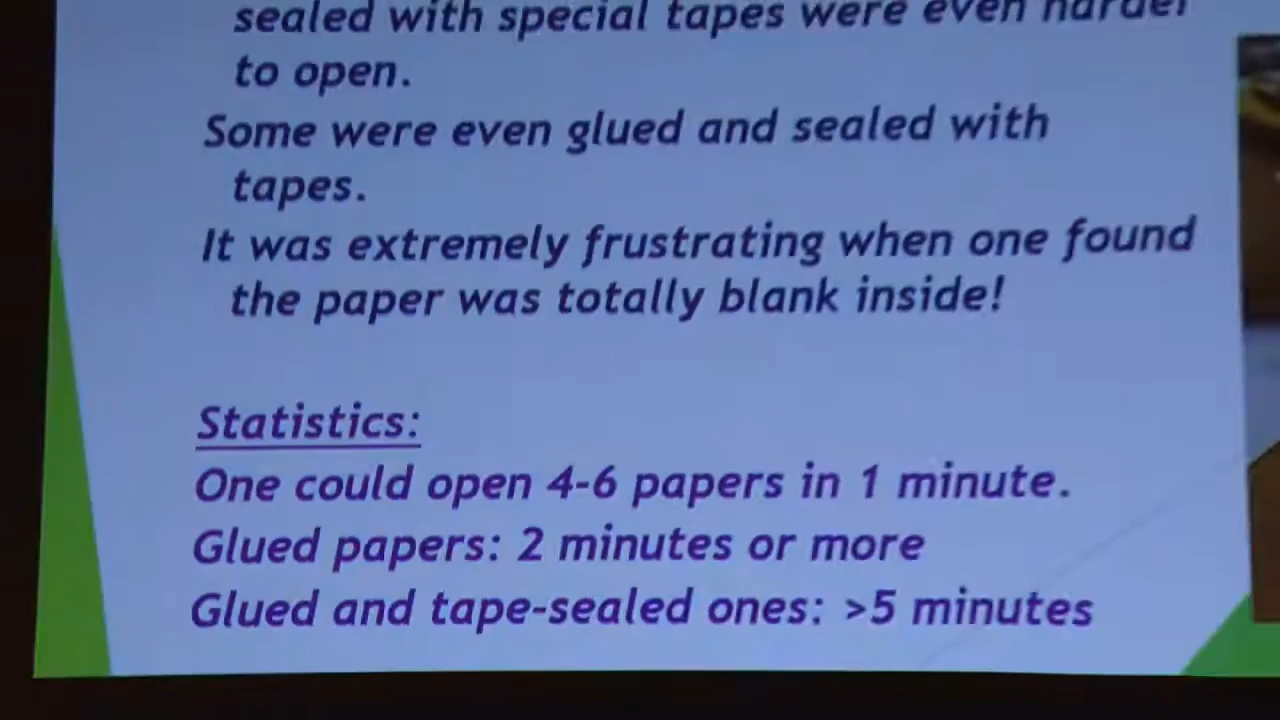 sealed with special tapes were even harder
to open.
Some were even glued and sealed with
tapes.
It was extremely frustrating when one found
the paper was totally blank inside!
Statistics:
One could open 4-6 papers in 1 minute.
Glued papers: 2 minutes or more
Glued and tape-sealed ones: >5 minutes